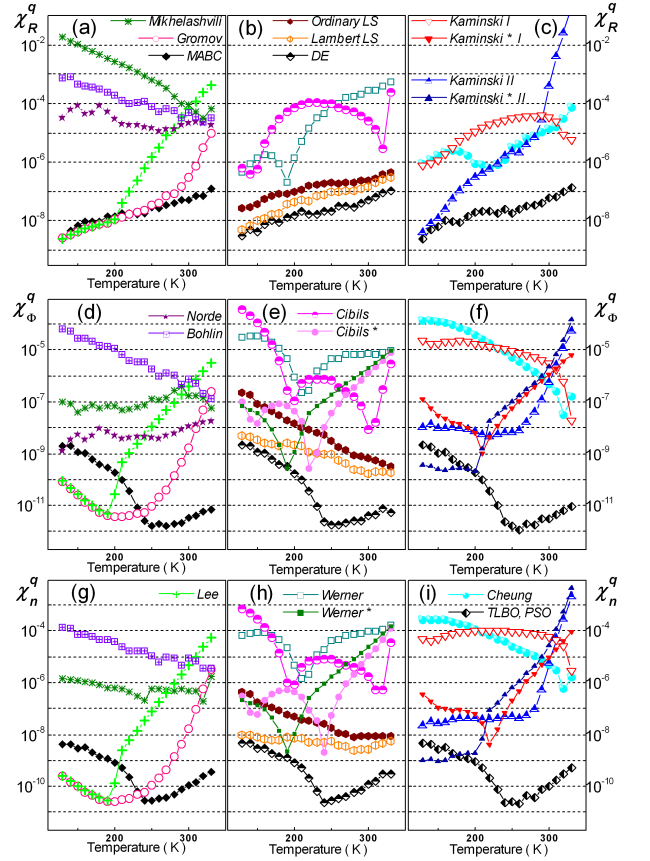 χ_R^q (a) Mikhelashvili Gromov MABC (b) Ordinary LS Lambert LS DE (c) Kaminski I Kaminski * I Kaminski II Kaminski * II χ_R^q
10^-2 10^-2
10^-4 10^-4
10^-6 10^-6
10^-8 10^-8
200 300 200 300 200 300
Temperature ( K ) Temperature ( K ) Temperature ( K )
χ_Φ^q (d) Norde Bohlin (e) Cibils Cibils * (f) χ_Φ^q
10^-5 10^-5
10^-7 10^-7
10^-9 10^-9
10^-11 10^-11
200 300 200 300 200 300
Temperature ( K ) Temperature ( K ) Temperature ( K )
χ_n^q (g) Lee (h) Werner Werner * (i) Cheung TLBO, PSO χ_n^q
10^-4 10^-4
10^-6 10^-6
10^-8 10^-8
10^-10 10^-10
200 300 200 300 200 300
Temperature ( K ) Temperature ( K ) Temperature ( K )